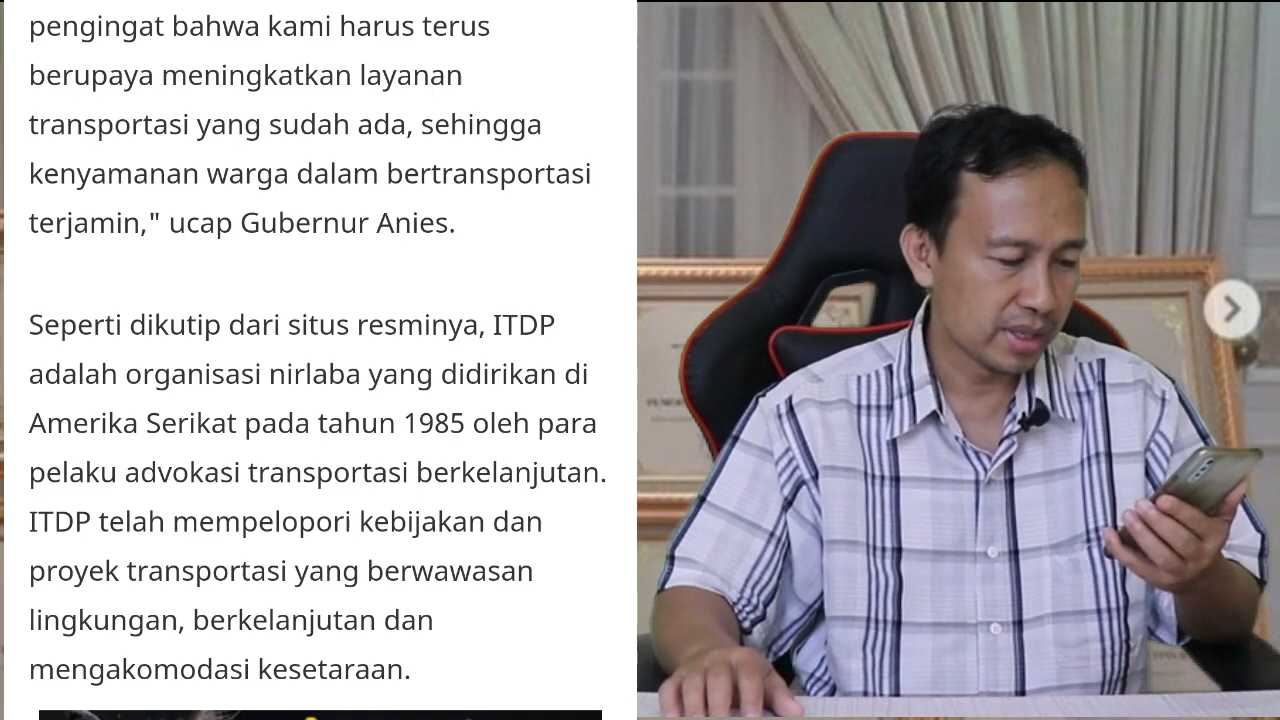 pengingat bahwa kami harus terus
berupaya meningkatkan layanan
transportasi yang sudah ada, sehingga
kenyamanan warga dalam bertransportasi
terjamin," ucap Gubernur Anies.
Seperti dikutip dari situs resminya, ITDP
adalah organisasi nirlaba yang didirikan di
Amerika Serikat pada tahun 1985 oleh para
pelaku advokasi transportasi berkelanjutan.
ITDP telah mempelopori kebijakan dan
proyek transportasi yang berwawasan
lingkungan, berkelanjutan dan
mengakomodasi kesetaraan.